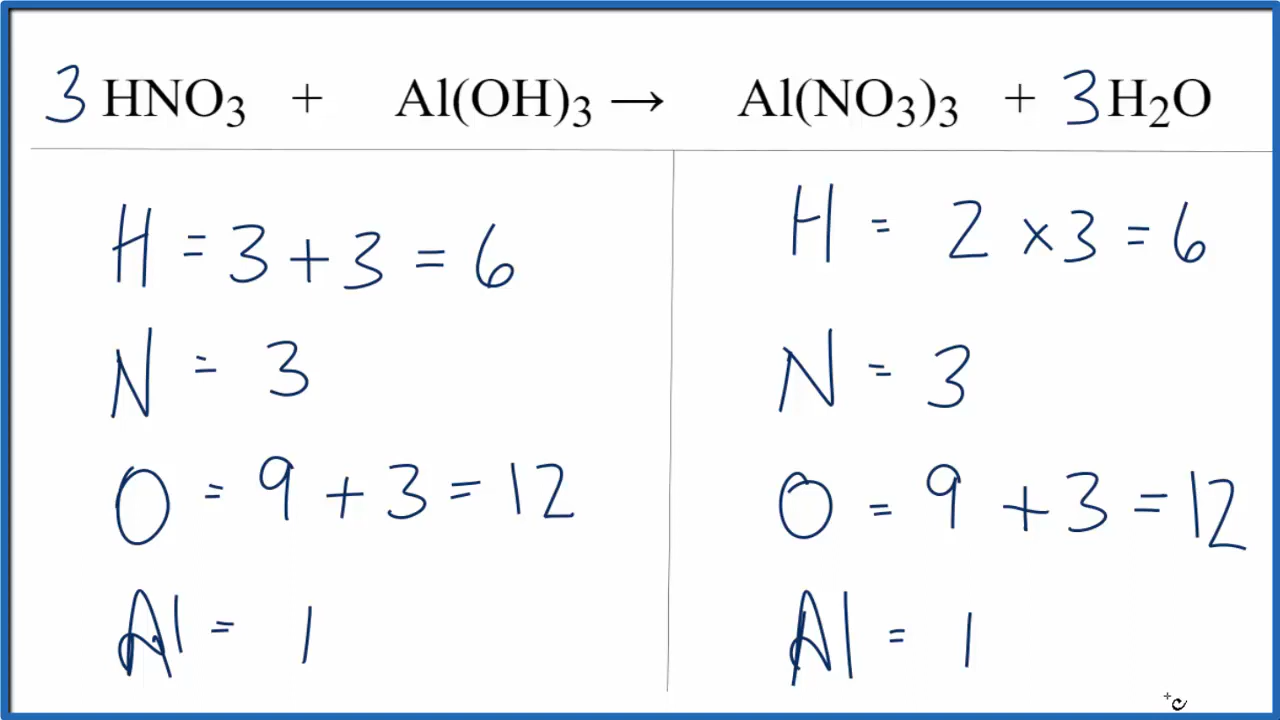 3 HNO₃ + Al(OH)₃ → Al(NO₃)₃ + 3 H₂O
H = 3 + 3 = 6
N = 3
O = 9 + 3 = 12
Al = 1
H = 2 × 3 = 6
N = 3
O = 9 + 3 = 12
Al = 1